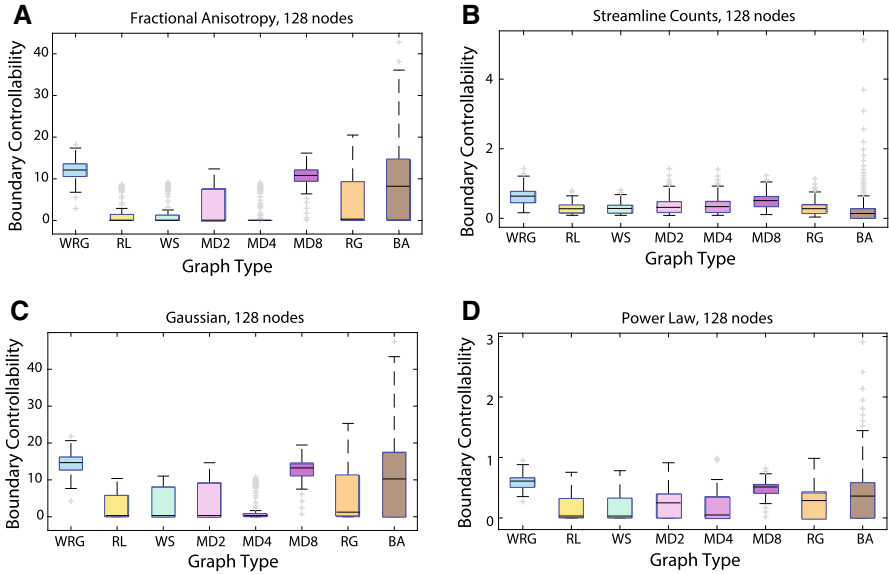 A
Fractional Anisotropy, 128 nodes
Boundary Controllability
40
30
20
10
0
WRG RL WS MD2 MD4 MD8 RG BA
Graph Type
B
Streamline Counts, 128 nodes
Boundary Controllability
4
2
0
WRG RL WS MD2 MD4 MD8 RG BA
Graph Type
C
Gaussian, 128 nodes
Boundary Controllability
40
30
20
10
0
WRG RL WS MD2 MD4 MD8 RG BA
Graph Type
D
Power Law, 128 nodes
Boundary Controllability
3
2
1
0
WRG RL WS MD2 MD4 MD8 RG BA
Graph Type